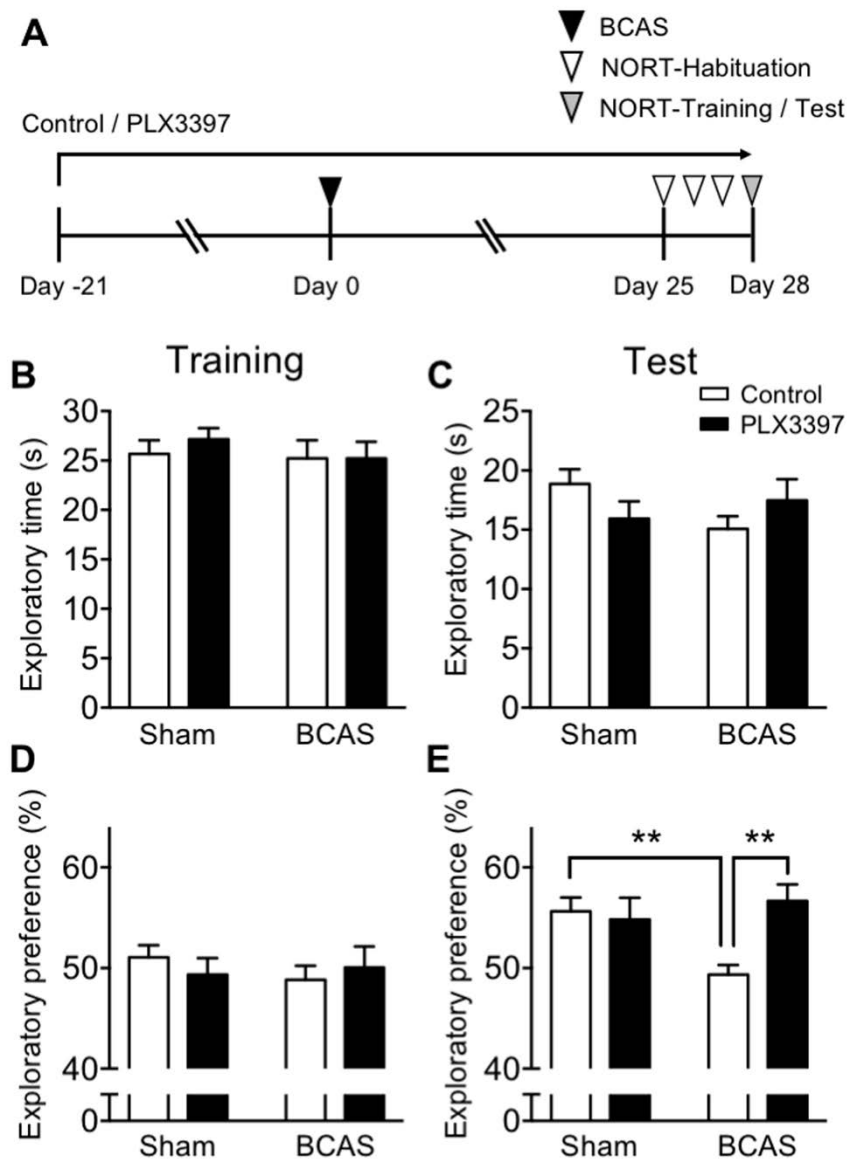 A
BCAS
NORT-Habituation
NORT-Training / Test
Control / PLX3397
Day -21
Day 0
Day 25
Day 28
B
Training
Exploratory time (s)
30
25
20
15
10
5
0
Sham
BCAS
C
Test
Control
PLX3397
Exploratory time (s)
25
20
15
10
5
0
Sham
BCAS
D
Exploratory preference (%)
60
50
40
0
Sham
BCAS
E
Exploratory preference (%)
60
50
40
0
**
**
Sham
BCAS